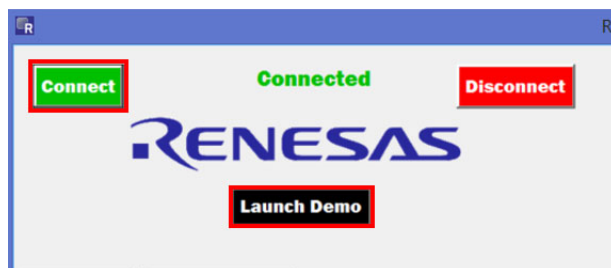 R
R
Connect
Connected
Disconnect
RENESAS
Launch Demo